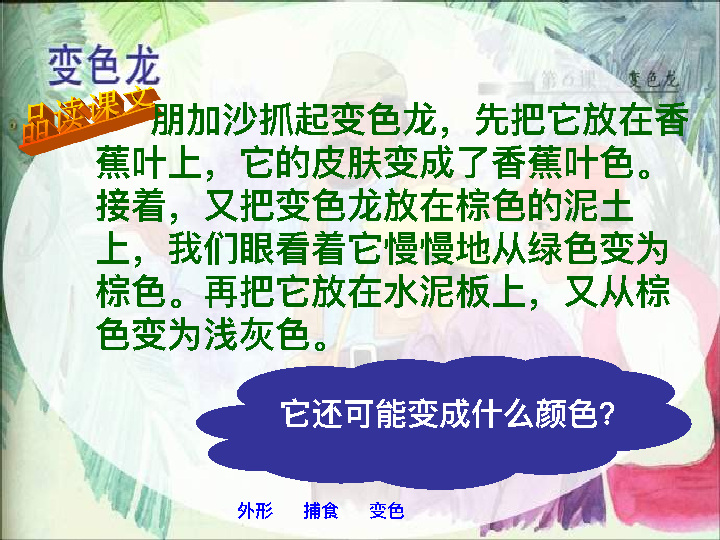 变色龙
第6课 变色龙
品读课文
朋加沙抓起变色龙，先把它放在香
蕉叶上，它的皮肤变成了香蕉叶色。
接着，又把变色龙放在棕色的泥土
上，我们眼看着它慢慢地从绿色变为
棕色。再把它放在水泥板上，又从棕
色变为浅灰色。
它还可能变成什么颜色？
外形 捕食 变色